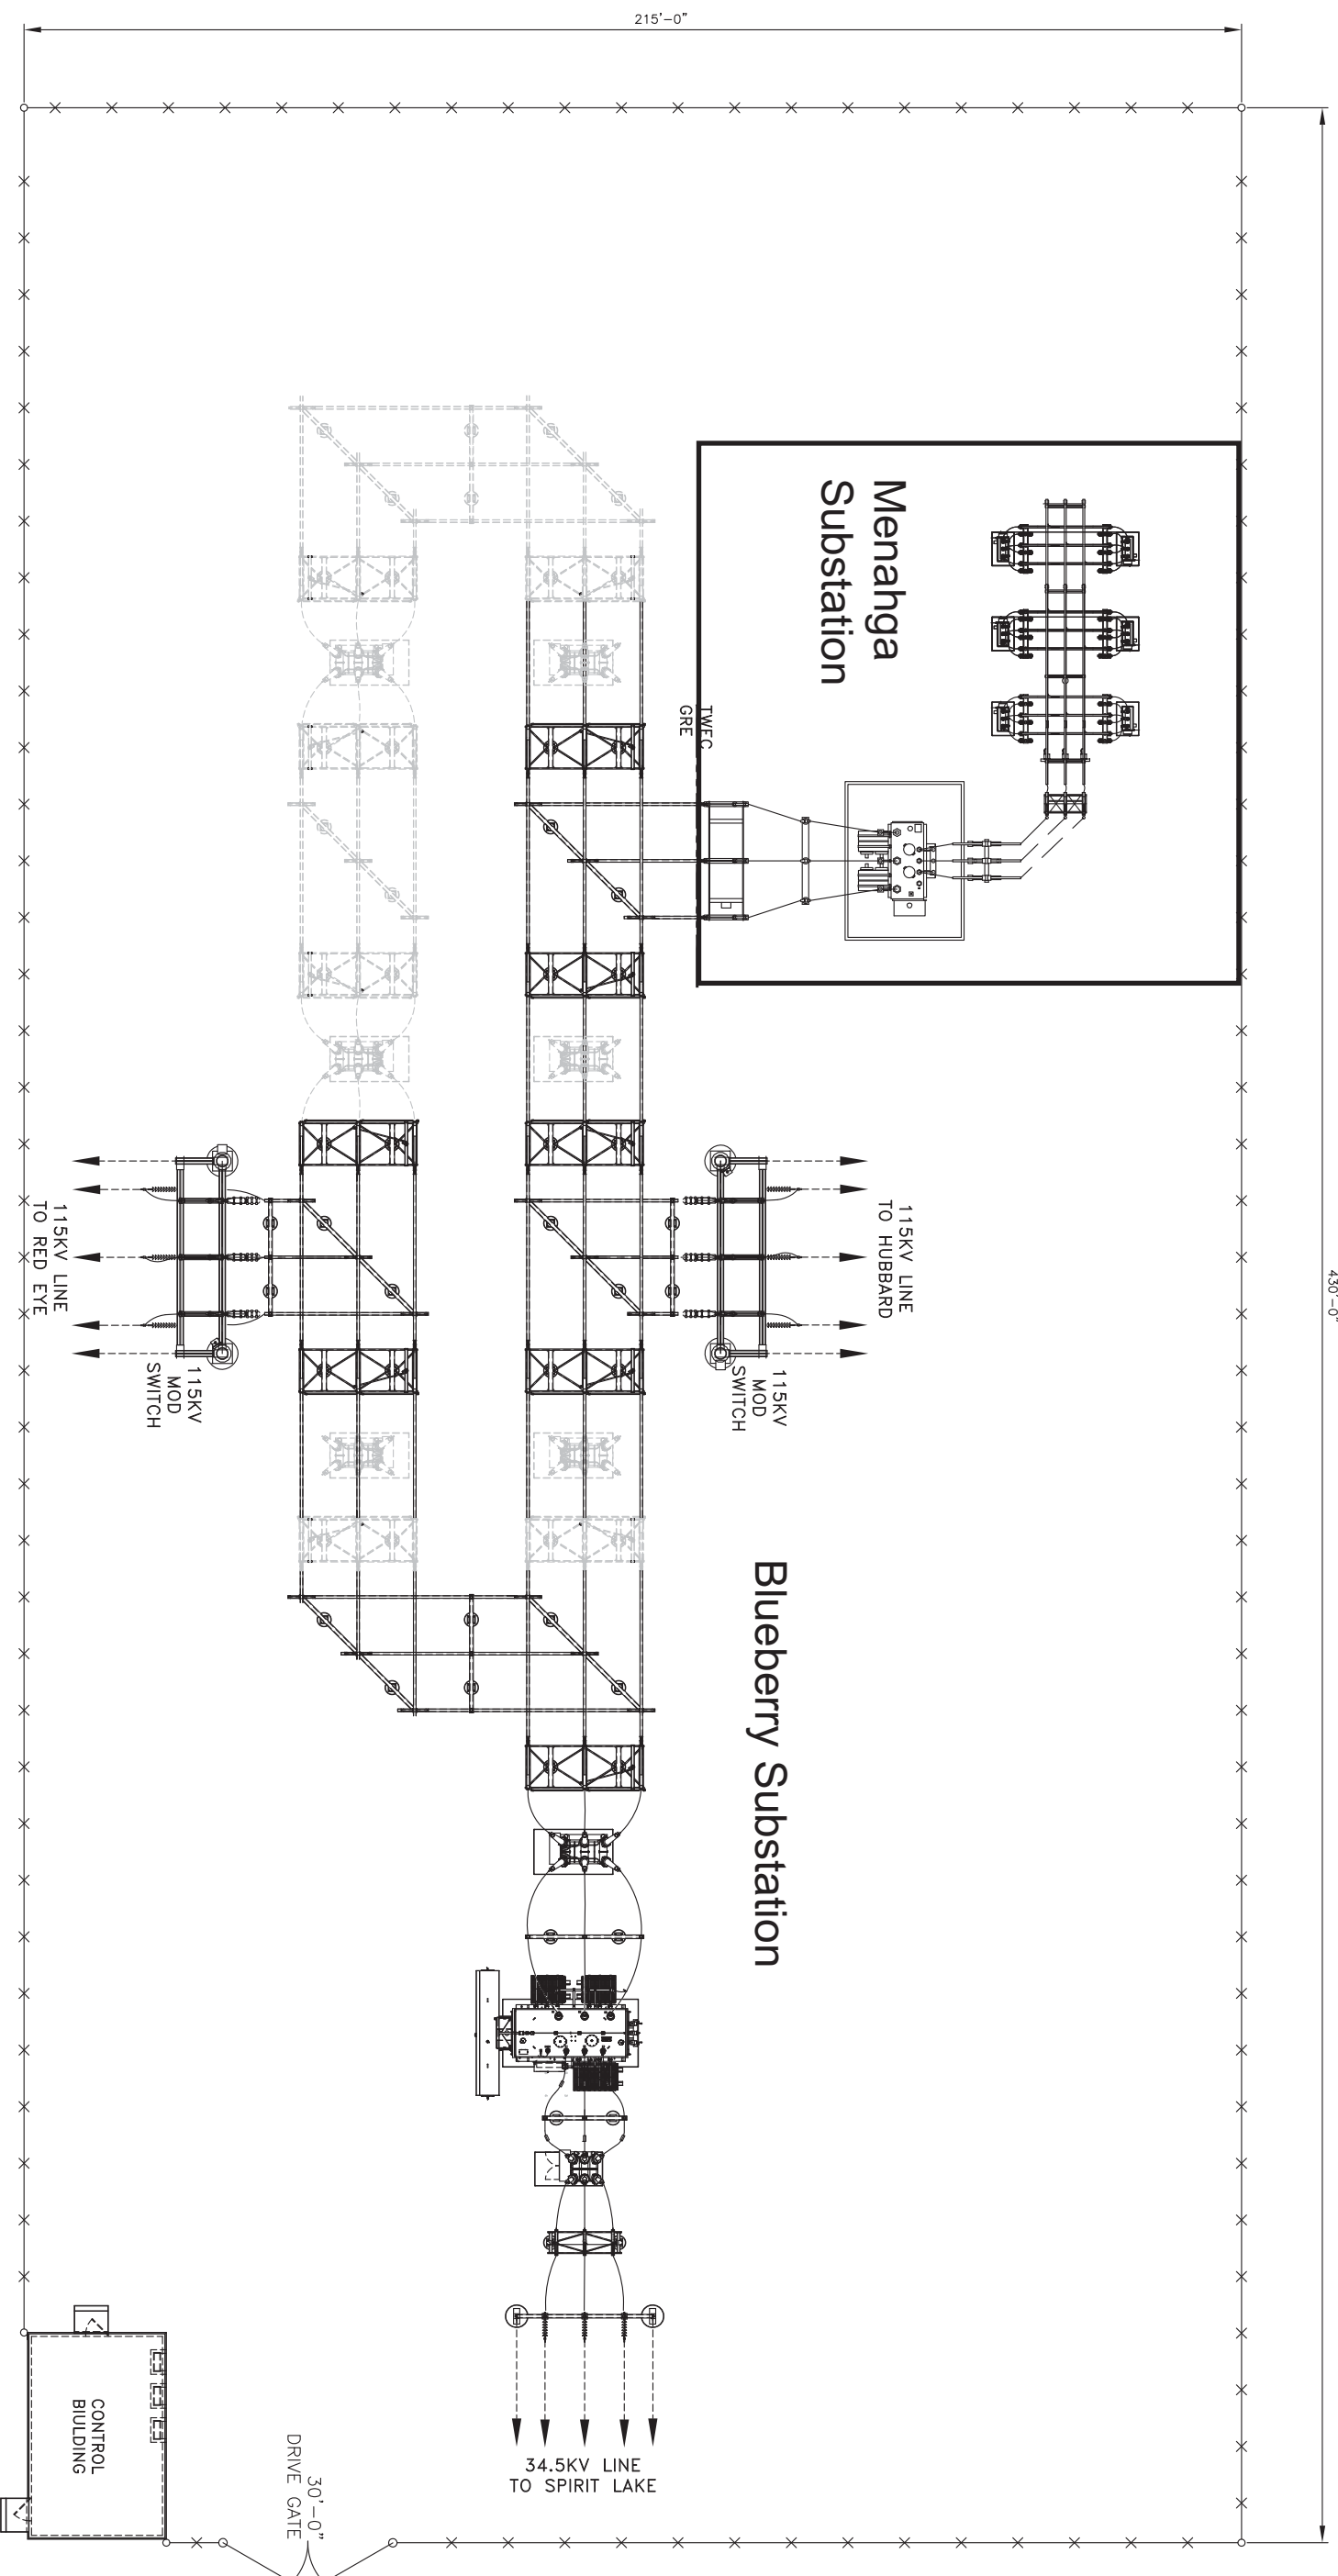 215'-0"
430'-0"
Menahga
Substation
TWEC
GRE
115KV LINE
TO HUBBARD
115KV
MOD
SWITCH
115KV LINE
TO RED EYE
115KV
MOD
SWITCH
Blueberry Substation
34.5KV LINE
TO SPIRIT LAKE
CONTROL
BIULDING
30'-0"
DRIVE GATE